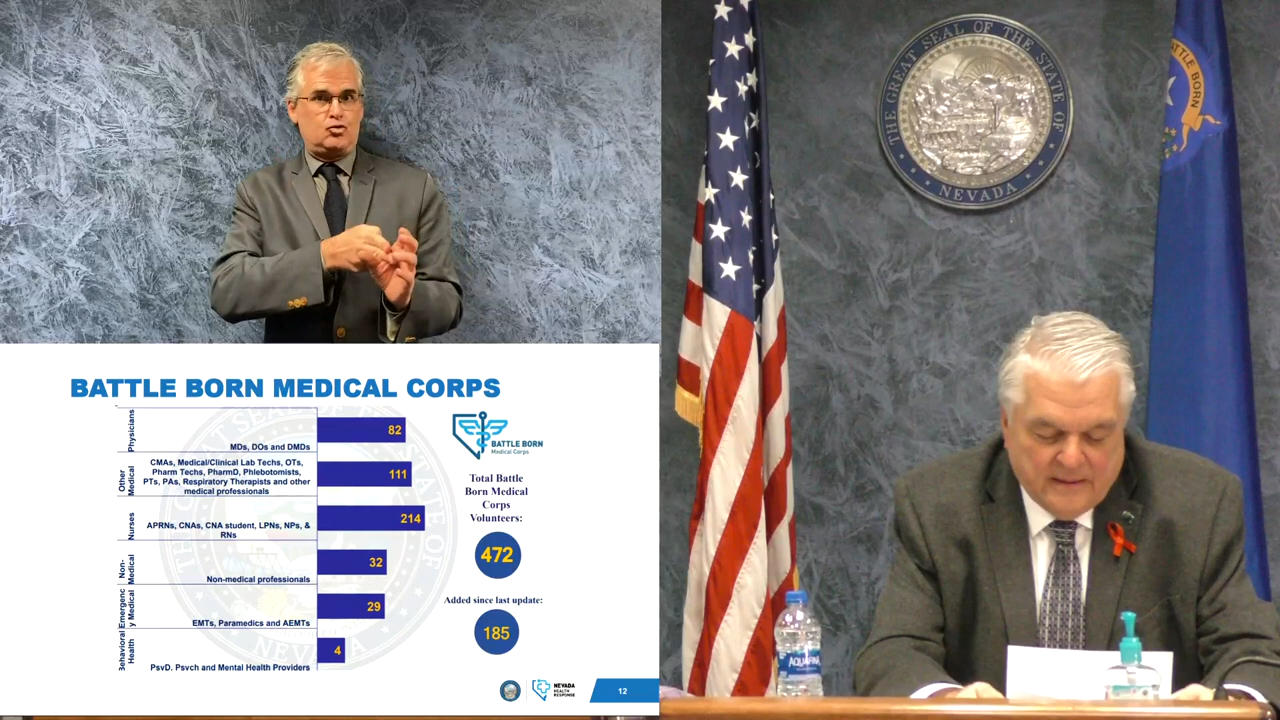 BATTLE BORN MEDICAL CORPS
Physicians
MDs, DOs and DMDs
82
Other
Medical
CMAs, Medical/Clinical Lab Techs, OTs,
Pharm Techs, PharmD, Phlebotomists,
PTs, PAs, Respiratory Therapists and other
medical professionals
111
Nurses
APRNs, CNAs, CNA student, LPNs, NPs, &
RNs
214
Non-
Medical
Non-medical professionals
32
Emergenc
y Medical
EMTs, Paramedics and AEMTs
29
Behavioral
Health
PsyD, Psych and Mental Health Providers
4
BATTLE BORN
Medical Corps
Total Battle
Born Medical
Corps
Volunteers:
472
Added since last update:
185
NEVADA
HEALTH
RESPONSE
12
THE GREAT SEAL OF THE STATE OF
NEVADA
BATTLE BORN
AQUAFINA